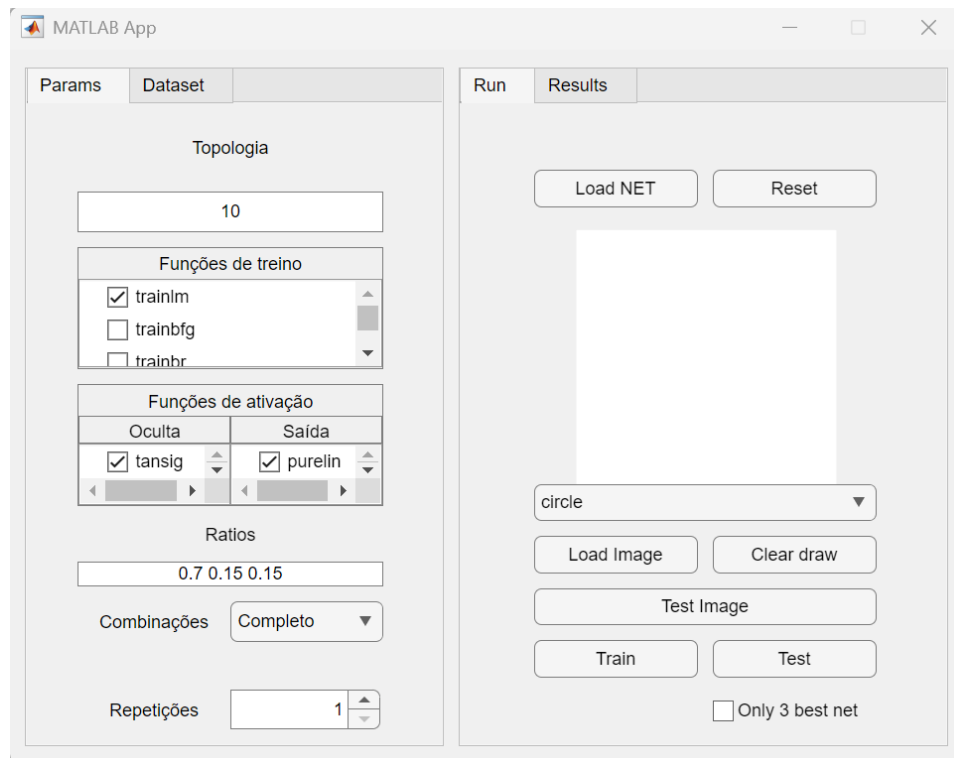 MATLAB App
Params Dataset
Topologia
10
Funções de treino
trainlm
trainbfg
trainbr
Funções de ativação
Oculta Saída
tansig purelin
Ratios
0.7 0.15 0.15
Combinações Completo
Repetições 1
Run Results
Load NET Reset
circle
Load Image Clear draw
Test Image
Train Test
Only 3 best net